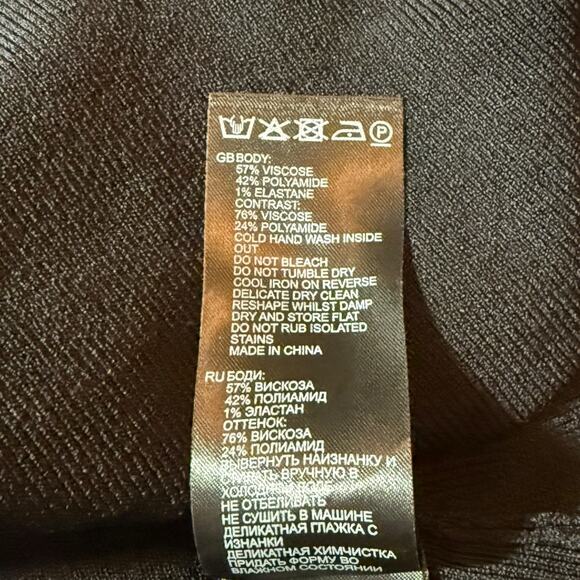 P
GB BODY:
57% VISCOSE
42% POLYAMIDE
1% ELASTANE
CONTRAST:
76% VISCOSE
24% POLYAMIDE
COLD HAND WASH INSIDE
OUT
DO NOT BLEACH
DO NOT TUMBLE DRY
COOL IRON ON REVERSE
DELICATE DRY CLEAN
RESHAPE WHILST DAMP
DRY AND STORE FLAT
DO NOT RUB ISOLATED
STAINS
MADE IN CHINA
RU БОДИ:
57% ВИСКОЗА
42% ПОЛИАМИД
1% ЭЛАСТАН
ОТТЕНОК:
76% ВИСКОЗА
24% ПОЛИАМИД
ВЫВЕРНУТЬ НАИЗНАНКУ И
СТИРАТЬ ВРУЧНУЮ В
ХОЛОДНОЙ ВОДЕ
НЕ ОТБЕЛИВАТЬ
НЕ СУШИТЬ В МАШИНЕ
ДЕЛИКАТНАЯ ГЛАЖКА С
ИЗНАНКИ
ДЕЛИКАТНАЯ ХИМЧИСТКА
ПРИДАТЬ ФОРМУ ВО
ВЛАЖНОМ СОСТОЯНИИ